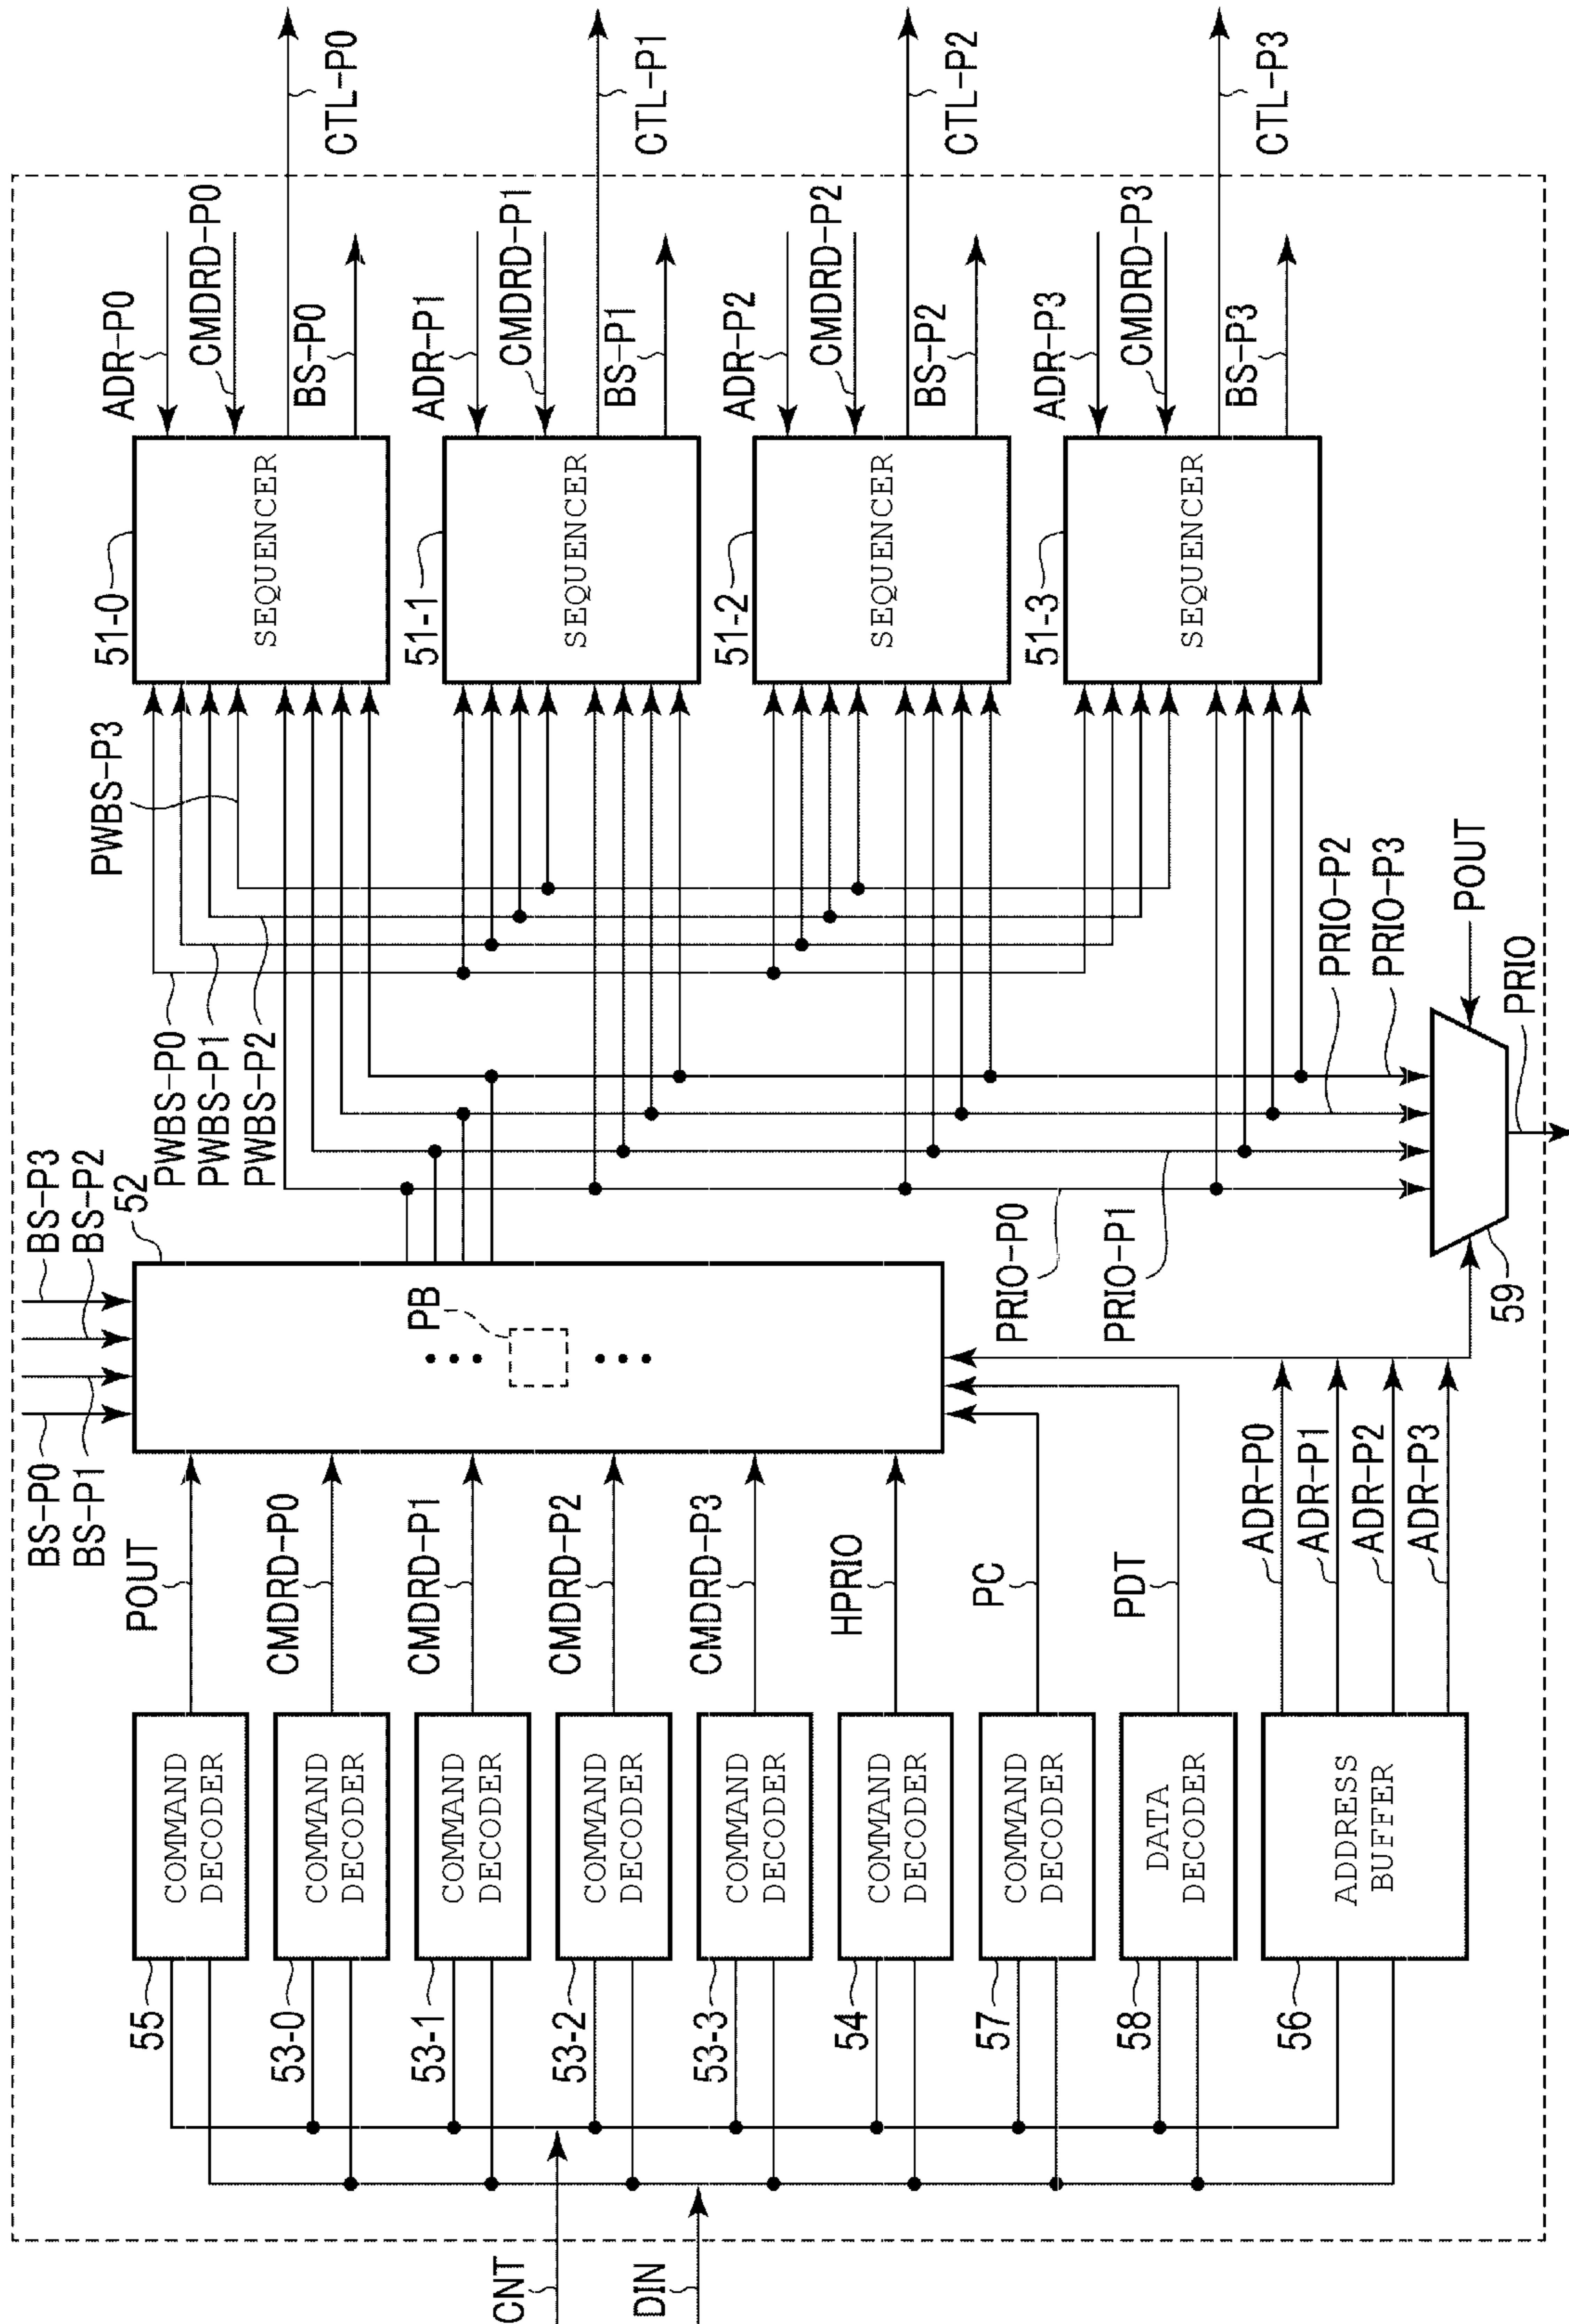 CNT
DIN
55
53-0
53-1
53-2
53-3
54
57
58
56
COMMAND
DECODER
COMMAND
DECODER
COMMAND
DECODER
COMMAND
DECODER
COMMAND
DECODER
COMMAND
DECODER
COMMAND
DECODER
DATA
DECODER
ADDRESS
BUFFER
POUT
CMDRD-P0
CMDRD-P1
CMDRD-P2
CMDRD-P3
HPRIO
PC
PDT
ADR-P0
ADR-P1
ADR-P2
ADR-P3
BS-P0
BS-P1
BS-P2
BS-P3
52
PB
PRIO-P0
PRIO-P1
59
PWBS-P0
PWBS-P1
PWBS-P2
PWBS-P3
PRIO-P2
PRIO-P3
POUT
PRIO
51-0
SEQUENCER
51-1
SEQUENCER
51-2
SEQUENCER
51-3
SEQUENCER
ADR-P0
CMDRD-P0
BS-P0
CTL-P0
ADR-P1
CMDRD-P1
BS-P1
CTL-P1
ADR-P2
CMDRD-P2
BS-P2
CTL-P2
ADR-P3
CMDRD-P3
BS-P3
CTL-P3